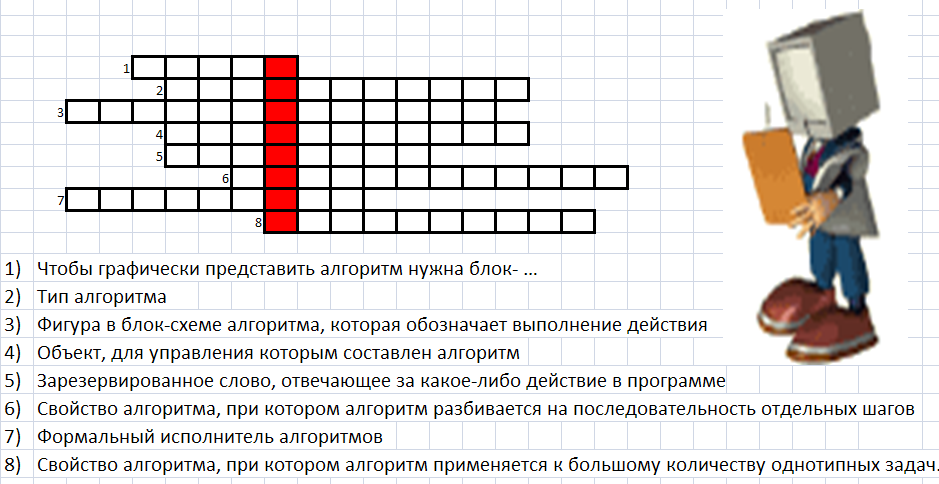 1
2
3
4
5
6
7
8
1) Чтобы графически представить алгоритм нужна блок- ...
2) Тип алгоритма
3) Фигура в блок-схеме алгоритма, которая обозначает выполнение действия
4) Объект, для управления которым составлен алгоритм
5) Зарезервированное слово, отвечающее за какое-либо действие в программе
6) Свойство алгоритма, при котором алгоритм разбивается на последовательность отдельных шагов
7) Формальный исполнитель алгоритмов
8) Свойство алгоритма, при котором алгоритм применяется к большому количеству однотипных задач.